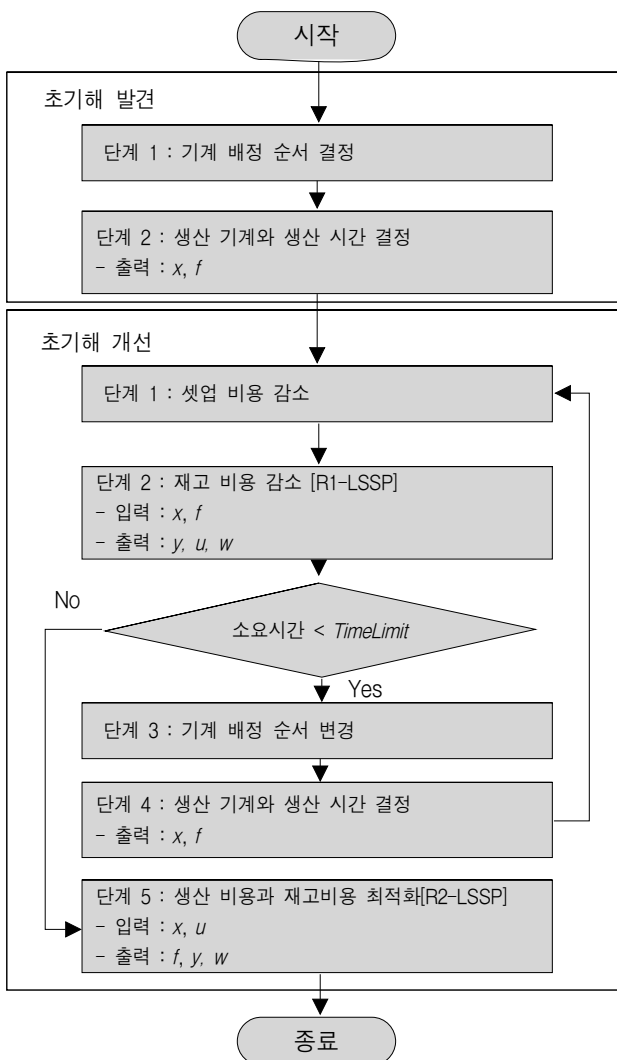 시작
초기해 발견
단계 1 : 기계 배정 순서 결정
단계 2 : 생산 기계와 생산 시간 결정
- 출력 : x, f
초기해 개선
단계 1 : 셋업 비용 감소
단계 2 : 재고 비용 감소 [R1-LSSP]
- 입력 : x, f
- 출력 : y, u, w
No
소요시간 < TimeLimit
Yes
단계 3 : 기계 배정 순서 변경
단계 4 : 생산 기계와 생산 시간 결정
- 출력 : x, f
단계 5 : 생산 비용과 재고비용 최적화[R2-LSSP]
- 입력 : x, u
- 출력 : f, y, w
종료